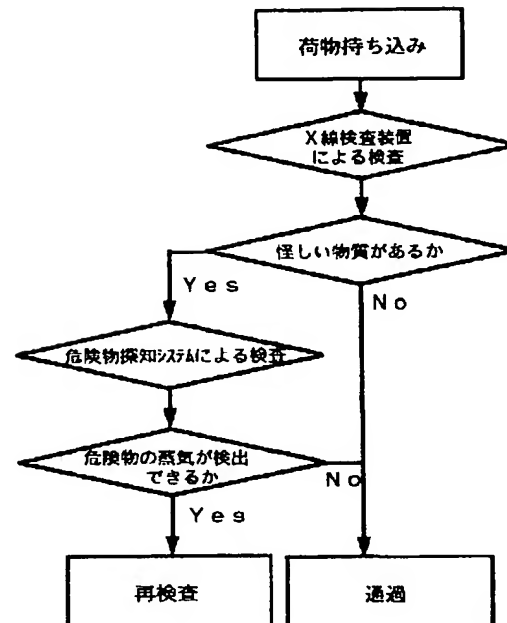 荷物持ち込み
X線検査装置
による検査
怪しい物質があるか
Yes
No
危険物探知システムによる検査
危険物の蒸気が検出
できるか
No
Yes
再検査
通過